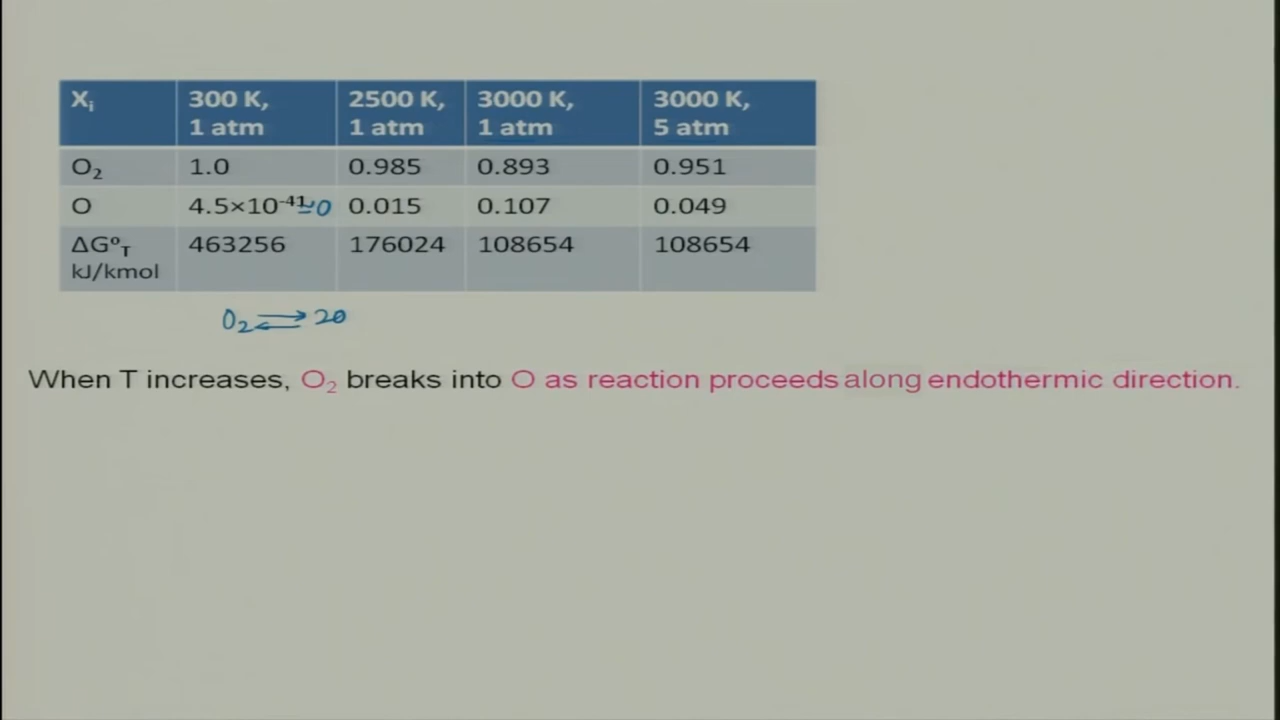 Xᵢ 300 K, 1 atm 2500 K, 1 atm 3000 K, 1 atm 3000 K, 5 atm
O₂ 1.0 0.985 0.893 0.951
O 4.5×10⁻⁴¹ ≃0 0.015 0.107 0.049
ΔG°T kJ/kmol 463256 176024 108654 108654
O₂ ⇌ 2O
When T increases, O₂ breaks into O as reaction proceeds along endothermic direction.